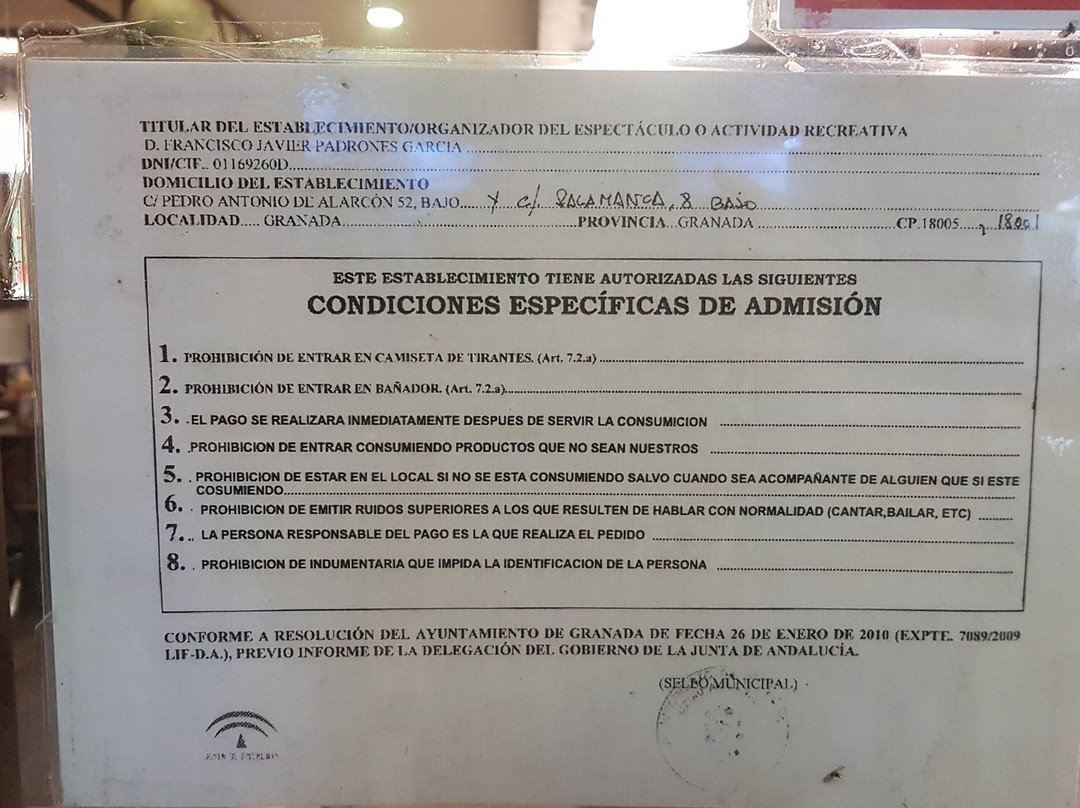 TITULAR DEL ESTABLECIMIENTO/ORGANIZADOR DEL ESPECTÁCULO O ACTIVIDAD RECREATIVA
D. FRANCISCO JAVIER PADRONES GARCIA
DNI/CIF.. 01169260D
DOMICILIO DEL ESTABLECIMIENTO
C/ PEDRO ANTONIO DE ALARCÓN 52, BAJO..... Y C/. SALAMANCA, 8 BAJO
LOCALIDAD..... GRANADA PROVINCIA...GRANADA CP.18005 y 18001
ESTE ESTABLECIMIENTO TIENE AUTORIZADAS LAS SIGUIENTES
CONDICIONES ESPECÍFICAS DE ADMISIÓN
1. PROHIBICIÓN DE ENTRAR EN CAMISETA DE TIRANTES. (Art. 7.2.a)
2. PROHIBICIÓN DE ENTRAR EN BAÑADOR. (Art. 7.2.a)
3. .EL PAGO SE REALIZARA INMEDIATAMENTE DESPUES DE SERVIR LA CONSUMICION
4. .PROHIBICION DE ENTRAR CONSUMIENDO PRODUCTOS QUE NO SEAN NUESTROS
5. . PROHIBICION DE ESTAR EN EL LOCAL SI NO SE ESTA CONSUMIENDO SALVO CUANDO SEA ACOMPAÑANTE DE ALGUIEN QUE SI ESTE
COSUMIENDO
6. . PROHIBICION DE EMITIR RUIDOS SUPERIORES A LOS QUE RESULTEN DE HABLAR CON NORMALIDAD (CANTAR,BAILAR, ETC)
7. .. LA PERSONA RESPONSABLE DEL PAGO ES LA QUE REALIZA EL PEDIDO
8. . PROHIBICION DE INDUMENTARIA QUE IMPIDA LA IDENTIFICACION DE LA PERSONA
CONFORME A RESOLUCIÓN DEL AYUNTAMIENTO DE GRANADA DE FECHA 26 DE ENERO DE 2010 (EXPTE. 7089/2009
LIF-D.A.), PREVIO INFORME DE LA DELEGACIÓN DEL GOBIERNO DE LA JUNTA DE ANDALUCÍA.
(SELLO MUNICIPAL)
JUNTA DE ANDALUCIA